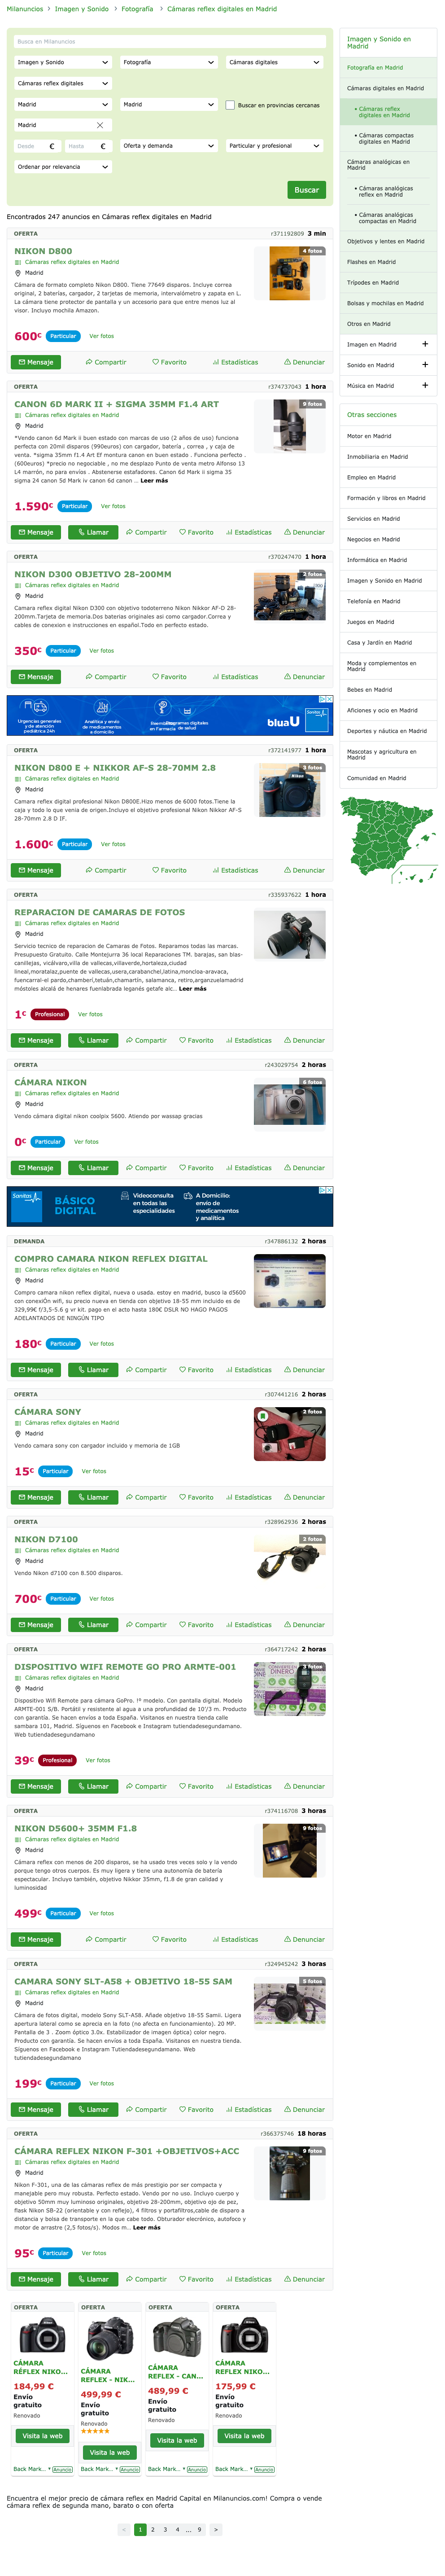 Milanuncios > Imagen y Sonido > Fotografía > Cámaras reflex digitales en Madrid
Busca en Milanuncios
Imagen y Sonido
Fotografía
Cámaras digitales
Cámaras reflex digitales
Madrid
Madrid
Buscar en provincias cercanas
Madrid
Desde €
Hasta €
Oferta y demanda
Particular y profesional
Ordenar por relevancia
Buscar
Encontrados 247 anuncios en Cámaras reflex digitales en Madrid
OFERTA r371192809 3 min
NIKON D800
4 fotos
Cámaras reflex digitales en Madrid
Madrid
Cámara de formato completo Nikon D800. Tiene 77649 disparos. Incluye correa
original, 2 baterías, cargador, 2 tarjetas de memoria, intervalómetro y zapata en L.
La cámara tiene protector de pantalla y un accesorio para que entre menos luz al
visor. Incluyo mochila Amazon.
600€ Particular Ver fotos
Mensaje Compartir Favorito Estadísticas Denunciar
OFERTA r374737043 1 hora
CANON 6D MARK II + SIGMA 35MM F1.4 ART
9 fotos
Cámaras reflex digitales en Madrid
Madrid
*Vendo canon 6d Mark ii buen estado con marcas de uso (2 años de uso) funciona
perfecta con 20mil disparos (990euros) con cargador, batería , correa , y caja de
venta. *sigma 35mm f1.4 Art Ef montura canon en buen estado . Funciona perfecto .
(600euros) *precio no negociable , no me desplazo Punto de venta metro Alfonso 13
L4 marrón, no para envíos . Abstenerse estafadores. Canon 6d Mark ii sigma 35
sigma 24 canon 5d Mark iv canon 6d canon ... Leer más
1.590€ Particular Ver fotos
Mensaje Llamar Compartir Favorito Estadísticas Denunciar
OFERTA r370247470 1 hora
NIKON D300 OBJETIVO 28-200MM
2 fotos
Cámaras reflex digitales en Madrid
Madrid
Camara reflex digital Nikon D300 con objetivo todoterreno Nikon Nikkor AF-D 28-
200mm.Tarjeta de memoria.Dos baterias originales asi como cargador.Correa y
cables de conexion e instrucciones en español.Todo en perfecto estado.
350€ Particular Ver fotos
Mensaje Compartir Favorito Estadísticas Denunciar
Urgencias generales
y de atención
pediátrica 24h
Analítica y envío
de medicamentos
a domicilio
blua U
Sanitas
OFERTA r372141977 1 hora
NIKON D800 E + NIKKOR AF-S 28-70MM 2.8
3 fotos
Cámaras reflex digitales en Madrid
Madrid
Camara reflex digital profesional Nikon D800E.Hizo menos de 6000 fotos.Tiene la
caja y todo lo que venia de origen.Incluye el objetivo profesional Nikon Nikkor AF-S
28-70mm 2.8 D IF.
1.600€ Particular Ver fotos
Mensaje Compartir Favorito Estadísticas Denunciar
OFERTA r335937622 1 hora
REPARACION DE CAMARAS DE FOTOS
Cámaras reflex digitales en Madrid
Madrid
Servicio tecnico de reparacion de Camaras de Fotos. Reparamos todas las marcas.
Presupuesto Gratuito. Calle Montejurra 36 local Reparaciones TM. barajas, san blas-
canillejas, vicálvaro,villa de vallecas,villaverde,hortaleza,ciudad
lineal,moratalaz,puente de vallecas,usera,carabanchel,latina,moncloa-aravaca,
fuencarral-el pardo,chamberí,tetuán,chamartín, salamanca, retiro,arganzuelamadrid
móstoles alcalá de henares fuenlabrada leganés getafe alc... Leer más
1€ Profesional Ver fotos
Mensaje Llamar Compartir Favorito Estadísticas Denunciar
OFERTA r243029754 2 horas
CÁMARA NIKON
6 fotos
Cámaras reflex digitales en Madrid
Madrid
Vendo cámara digital nikon coolpix 5600. Atiendo por wassap gracias
0€ Particular Ver fotos
Mensaje Llamar Compartir Favorito Estadísticas Denunciar
Sanitas
BÁSICO
DIGITAL
Videoconsulta
en todas las
especialidades
A Domicilio:
envío de
medicamentos
y analítica
DEMANDA r347886132 2 horas
COMPRO CAMARA NIKON REFLEX DIGITAL
Cámaras reflex digitales en Madrid
Madrid
Compro camara nikon reflex digital, nueva o usada. estoy en madrid, busco la d5600
con conexiÓn wifi, su precio nueva en tienda con objetivo 18-55 mm incluido es de
329,99€ f/3,5-5.6 g vr kit. pago en el acto hasta 180€ DSLR NO HAGO PAGOS
ADELANTADOS DE NINGÚN TIPO
180€ Particular Ver fotos
Mensaje Llamar Compartir Favorito Estadísticas Denunciar
OFERTA r307441216 2 horas
CÁMARA SONY
2 fotos
Cámaras reflex digitales en Madrid
Madrid
Vendo camara sony con cargador incluido y memoria de 1GB
15€ Particular Ver fotos
Mensaje Llamar Compartir Favorito Estadísticas Denunciar
OFERTA r328962936 2 horas
NIKON D7100
2 fotos
Cámaras reflex digitales en Madrid
Madrid
Vendo Nikon d7100 con 8.500 disparos.
700€ Particular Ver fotos
Mensaje Llamar Compartir Favorito Estadísticas Denunciar
OFERTA r364717242 2 horas
DISPOSITIVO WIFI REMOTE GO PRO ARMTE-001
7 fotos
Cámaras reflex digitales en Madrid
Madrid
Dispositivo Wifi Remote para cámara GoPro. !ª modelo. Con pantalla digital. Modelo
ARMTE-001 S/B. Portátil y resistente al agua a una profundidad de 10'/3 m. Producto
con garantía. Se hacen envíos a toda España. Visítanos en nuestra tienda calle
sambara 101, Madrid. Síguenos en Facebook e Instagram tutiendadesegundamano.
Web tutiendadesegundamano
39€ Profesional Ver fotos
Mensaje Llamar Compartir Favorito Estadísticas Denunciar
OFERTA r374116708 3 horas
NIKON D5600+ 35MM F1.8
9 fotos
Cámaras reflex digitales en Madrid
Madrid
Cámara réflex con menos de 200 disparos, se ha usado tres veces solo y la vendo
porque tengo otros cuerpos. Es muy ligera y tiene una autonomía de batería
espectacular. Incluyo también, objetivo Nikkor 35mm, f1.8 de gran calidad y
luminosidad
499€ Particular Ver fotos
Mensaje Compartir Favorito Estadísticas Denunciar
OFERTA r324945242 3 horas
CAMARA SONY SLT-A58 + OBJETIVO 18-55 SAM
5 fotos
Cámaras reflex digitales en Madrid
Madrid
Cámara de fotos digital, modelo Sony SLT-A58. Añade objetivo 18-55 Samii. Ligera
apertura lateral como se aprecia en la foto (no afecta en funcionamiento). 20 MP.
Pantalla de 3 . Zoom óptico 3.0x. Estabilizador de imagen (óptica) color negro.
Producto con garantía. Se hacen envíos a toda España. Visítanos en nuestra tienda.
Síguenos en Facebook e Instagram Tutiendadesegundamano. Web
tutiendadesegundamano
199€ Particular Ver fotos
Mensaje Llamar Compartir Favorito Estadísticas Denunciar
OFERTA r366375746 18 horas
CÁMARA REFLEX NIKON F-301 +OBJETIVOS+ACC
9 fotos
Cámaras reflex digitales en Madrid
Madrid
Nikon F-301, una de las cámaras réflex de más prestigio por ser compacta y
manejable pero muy robusta. Perfecto estado. Vendo por no uso. Incluyo cuerpo y
objetivo 50mm muy luminoso originales, objetivo 28-200mm, objetivo ojo de pez,
flask Nikon SB-22 (orientable y con reflejo), 4 filtros y portafiltros,cable de disparo a
distancia y bolsa de transporte en la que cabe todo. Obturador electrónico, autofoco y
motor de arrastre (2,5 fotos/s). Modos m... Leer más
95€ Particular Ver fotos
Mensaje Llamar Compartir Favorito Estadísticas Denunciar
OFERTA
CÁMARA
RÉFLEX NIKO...
184,99 €
Envío
gratuito
Renovado
Visita la web
Back Mark... * Anuncio
OFERTA
CÁMARA
REFLEX - NIK...
499,99 €
Envío
gratuito
Renovado
Visita la web
Back Mark... * Anuncio
OFERTA
CÁMARA
REFLEX - CAN...
489,99 €
Envío
gratuito
Renovado
Visita la web
Back Mark... * Anuncio
OFERTA
CÁMARA
REFLEX NIKO...
175,99 €
Envío
gratuito
Renovado
Visita la web
Back Mark... * Anuncio
Encuentra el mejor precio de cámara reflex en Madrid Capital en Milanuncios.com! Compra o vende
cámara reflex de segunda mano, barato o con oferta
< 1 2 3 4 ... 9 >
Imagen y Sonido en
Madrid
Fotografía en Madrid
Cámaras digitales en Madrid
• Cámaras reflex
digitales en Madrid
• Cámaras compactas
digitales en Madrid
Cámaras analógicas en
Madrid
• Cámaras analógicas
reflex en Madrid
• Cámaras analógicas
compactas en Madrid
Objetivos y lentes en Madrid
Flashes en Madrid
Trípodes en Madrid
Bolsas y mochilas en Madrid
Otros en Madrid
Imagen en Madrid +
Sonido en Madrid +
Música en Madrid +
Otras secciones
Motor en Madrid
Inmobiliaria en Madrid
Empleo en Madrid
Formación y libros en Madrid
Servicios en Madrid
Negocios en Madrid
Informática en Madrid
Imagen y Sonido en Madrid
Telefonía en Madrid
Juegos en Madrid
Casa y Jardín en Madrid
Moda y complementos en
Madrid
Bebes en Madrid
Aficiones y ocio en Madrid
Deportes y náutica en Madrid
Mascotas y agricultura en
Madrid
Comunidad en Madrid